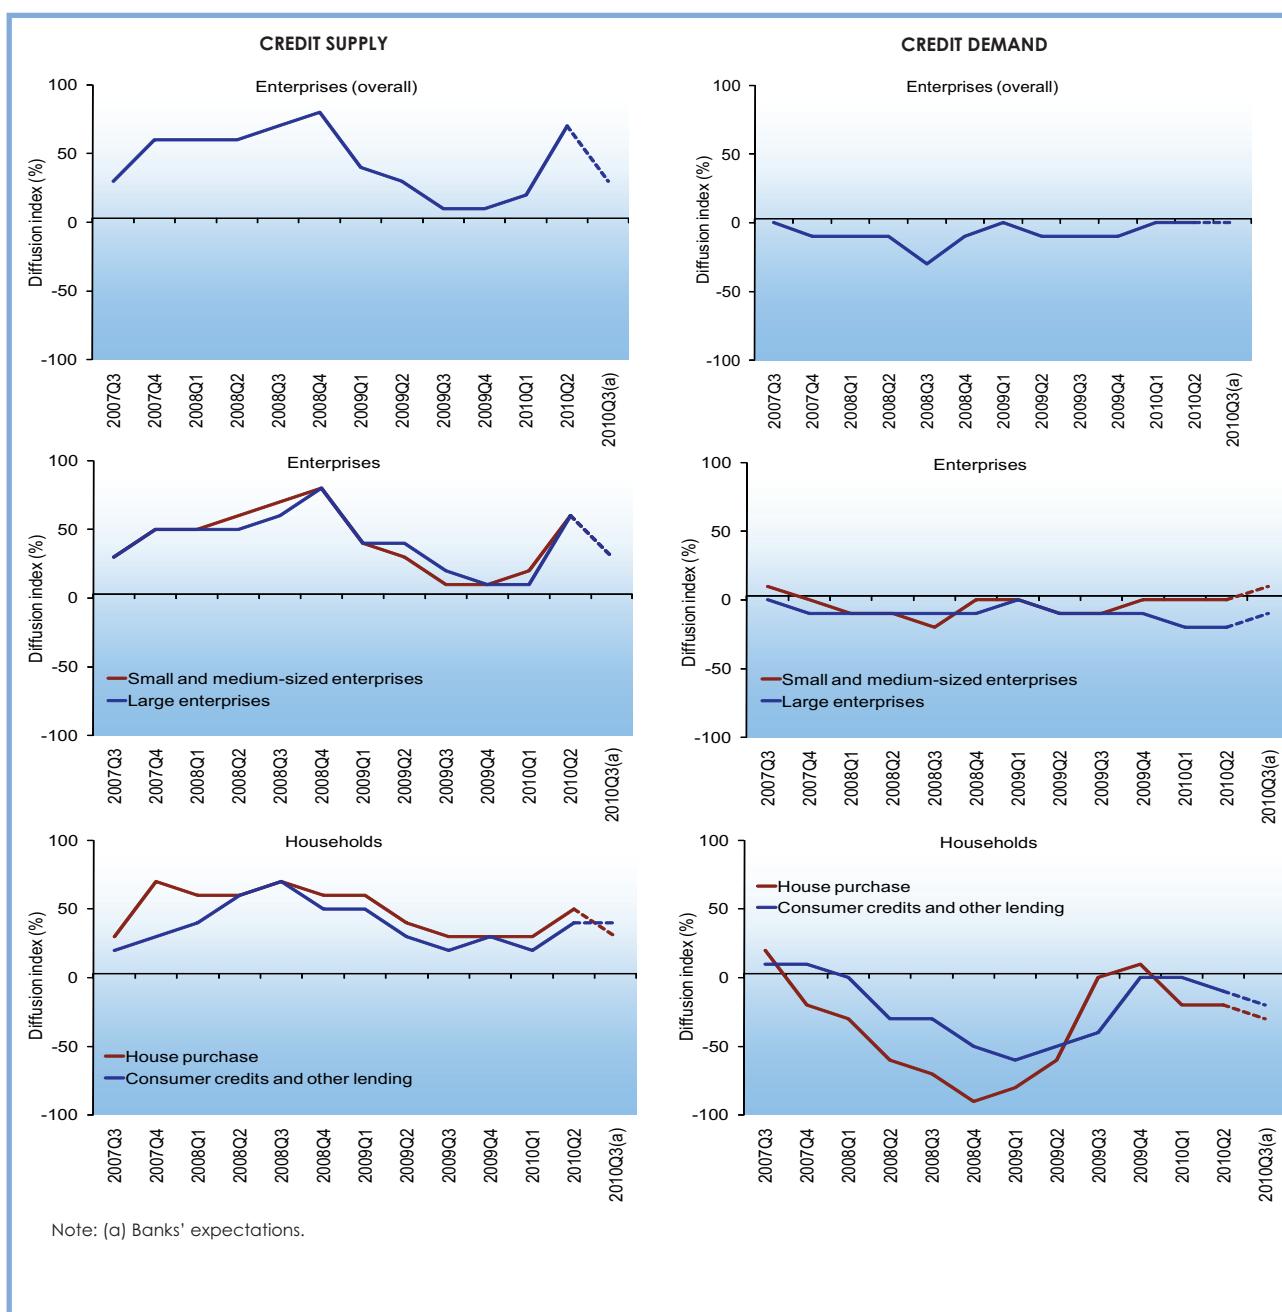 CREDIT SUPPLY
Enterprises (overall)
Diffusion index (%)
100
50
0
-50
-100
2007Q3
2007Q4
2008Q1
2008Q2
2008Q3
2008Q4
2009Q1
2009Q2
2009Q3
2009Q4
2010Q1
2010Q2
2010Q3(a)
Enterprises
Diffusion index (%)
100
50
0
-50
-100
Small and medium-sized enterprises
Large enterprises
2007Q3
2007Q4
2008Q1
2008Q2
2008Q3
2008Q4
2009Q1
2009Q2
2009Q3
2009Q4
2010Q1
2010Q2
2010Q3(a)
Households
Diffusion index (%)
100
50
0
-50
-100
House purchase
Consumer credits and other lending
2007Q3
2007Q4
2008Q1
2008Q2
2008Q3
2008Q4
2009Q1
2009Q2
2009Q3
2009Q4
2010Q1
2010Q2
2010Q3(a)
CREDIT DEMAND
Enterprises (overall)
Diffusion index (%)
100
50
0
-50
-100
2007Q3
2007Q4
2008Q1
2008Q2
2008Q3
2008Q4
2009Q1
2009Q2
2009Q3
2009Q4
2010Q1
2010Q2
2010Q3(a)
Enterprises
Diffusion index (%)
100
50
0
-50
-100
Small and medium-sized enterprises
Large enterprises
2007Q3
2007Q4
2008Q1
2008Q2
2008Q3
2008Q4
2009Q1
2009Q2
2009Q3
2009Q4
2010Q1
2010Q2
2010Q3(a)
Households
Diffusion index (%)
100
50
0
-50
-100
House purchase
Consumer credits and other lending
2007Q3
2007Q4
2008Q1
2008Q2
2008Q3
2008Q4
2009Q1
2009Q2
2009Q3
2009Q4
2010Q1
2010Q2
2010Q3(a)
Note: (a) Banks’ expectations.